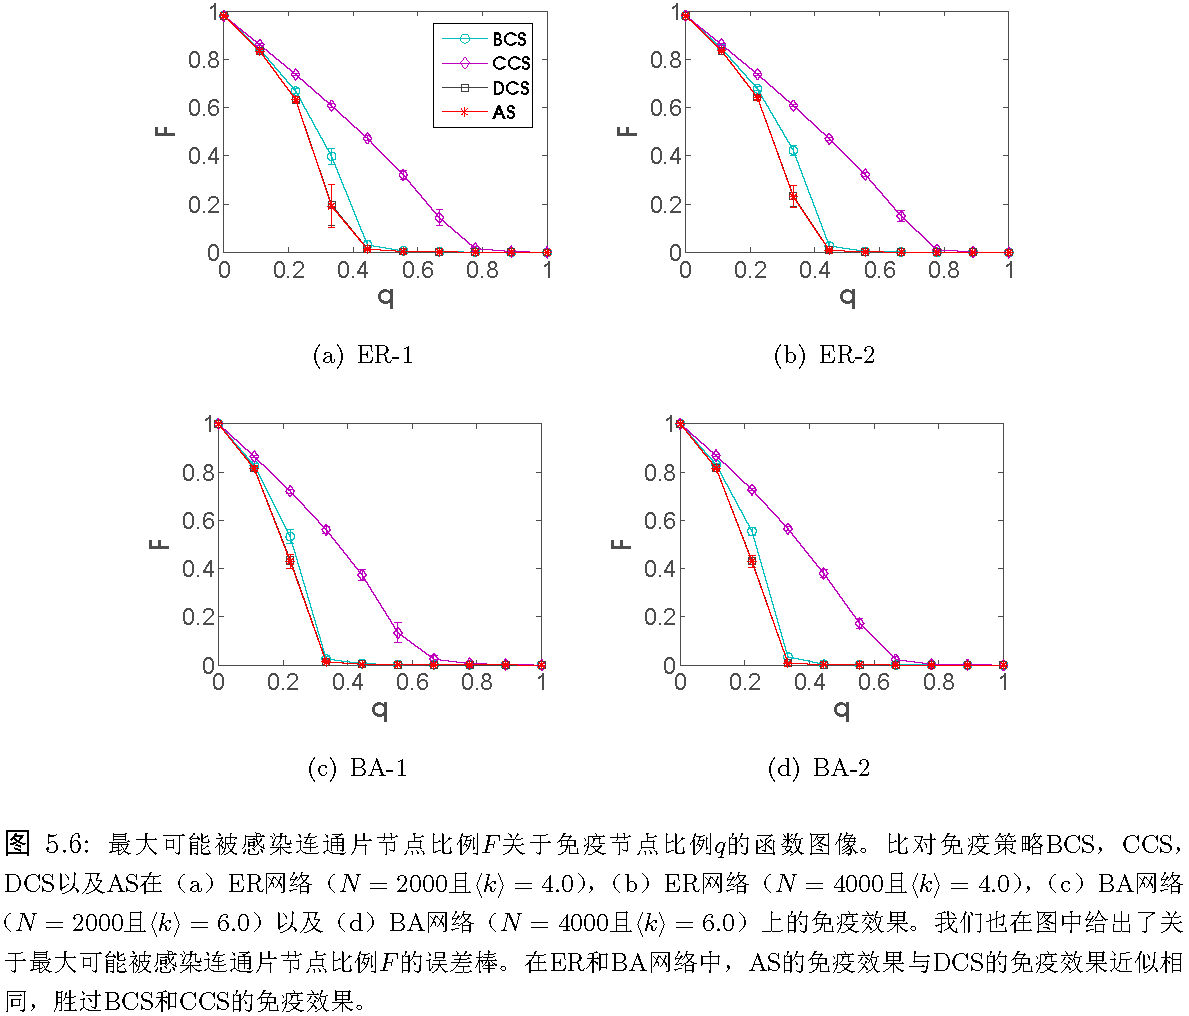 1
0.8
0.6
0.4
0.2
0
F
0 0.2 0.4 0.6 0.8 1
q
BCS
CCS
DCS
AS
(a) ER-1
1
0.8
0.6
0.4
0.2
0
F
0 0.2 0.4 0.6 0.8 1
q
(b) ER-2
1
0.8
0.6
0.4
0.2
0
F
0 0.2 0.4 0.6 0.8 1
q
(c) BA-1
1
0.8
0.6
0.4
0.2
0
F
0 0.2 0.4 0.6 0.8 1
q
(d) BA-2
图 5.6: 最大可能被感染连通片节点比例F关于免疫节点比例q的函数图像。比对免疫策略BCS，CCS，
DCS以及AS在（a）ER网络（N = 2000且⟨k⟩ = 4.0），（b）ER网络（N = 4000且⟨k⟩ = 4.0），（c）BA网络
（N = 2000且⟨k⟩ = 6.0）以及（d）BA网络（N = 4000且⟨k⟩ = 6.0）上的免疫效果。我们也在图中给出了关
于最大可能被感染连通片节点比例F的误差棒。在ER和BA网络中，AS的免疫效果与DCS的免疫效果近似相
同，胜过BCS和CCS的免疫效果。